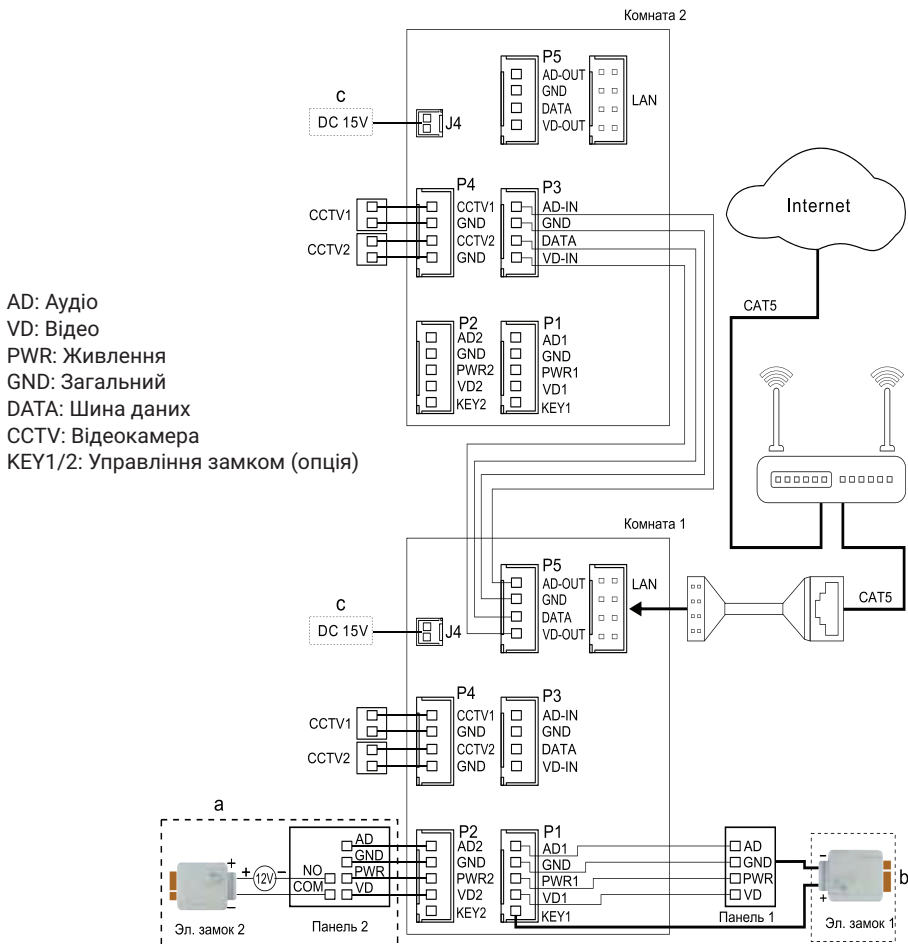 Комната 2
P5
AD-OUT
GND
DATA
VD-OUT
LAN
c
DC 15V
J4
P4
CCTV1
GND
CCTV2
GND
CCTV1
CCTV2
P3
AD-IN
GND
DATA
VD-IN
P2
AD2
GND
PWR2
VD2
KEY2
P1
AD1
GND
PWR1
VD1
KEY1
Internet
CAT5
AD: Аудіо
VD: Відео
PWR: Живлення
GND: Загальний
DATA: Шина даних
CCTV: Відеокамера
KEY1/2: Управління замком (опція)
Комната 1
P5
AD-OUT
GND
DATA
VD-OUT
LAN
CAT5
c
DC 15V
J4
P4
CCTV1
GND
CCTV2
GND
CCTV1
CCTV2
P3
AD-IN
GND
DATA
VD-IN
a
+
–
+ 12V –
NO
COM
AD
GND
PWR
VD
Эл. замок 2
Панель 2
P2
AD2
GND
PWR2
VD2
KEY2
P1
AD1
GND
PWR1
VD1
KEY1
AD
GND
PWR
VD
Панель 1
–
+
b
Эл. замок 1